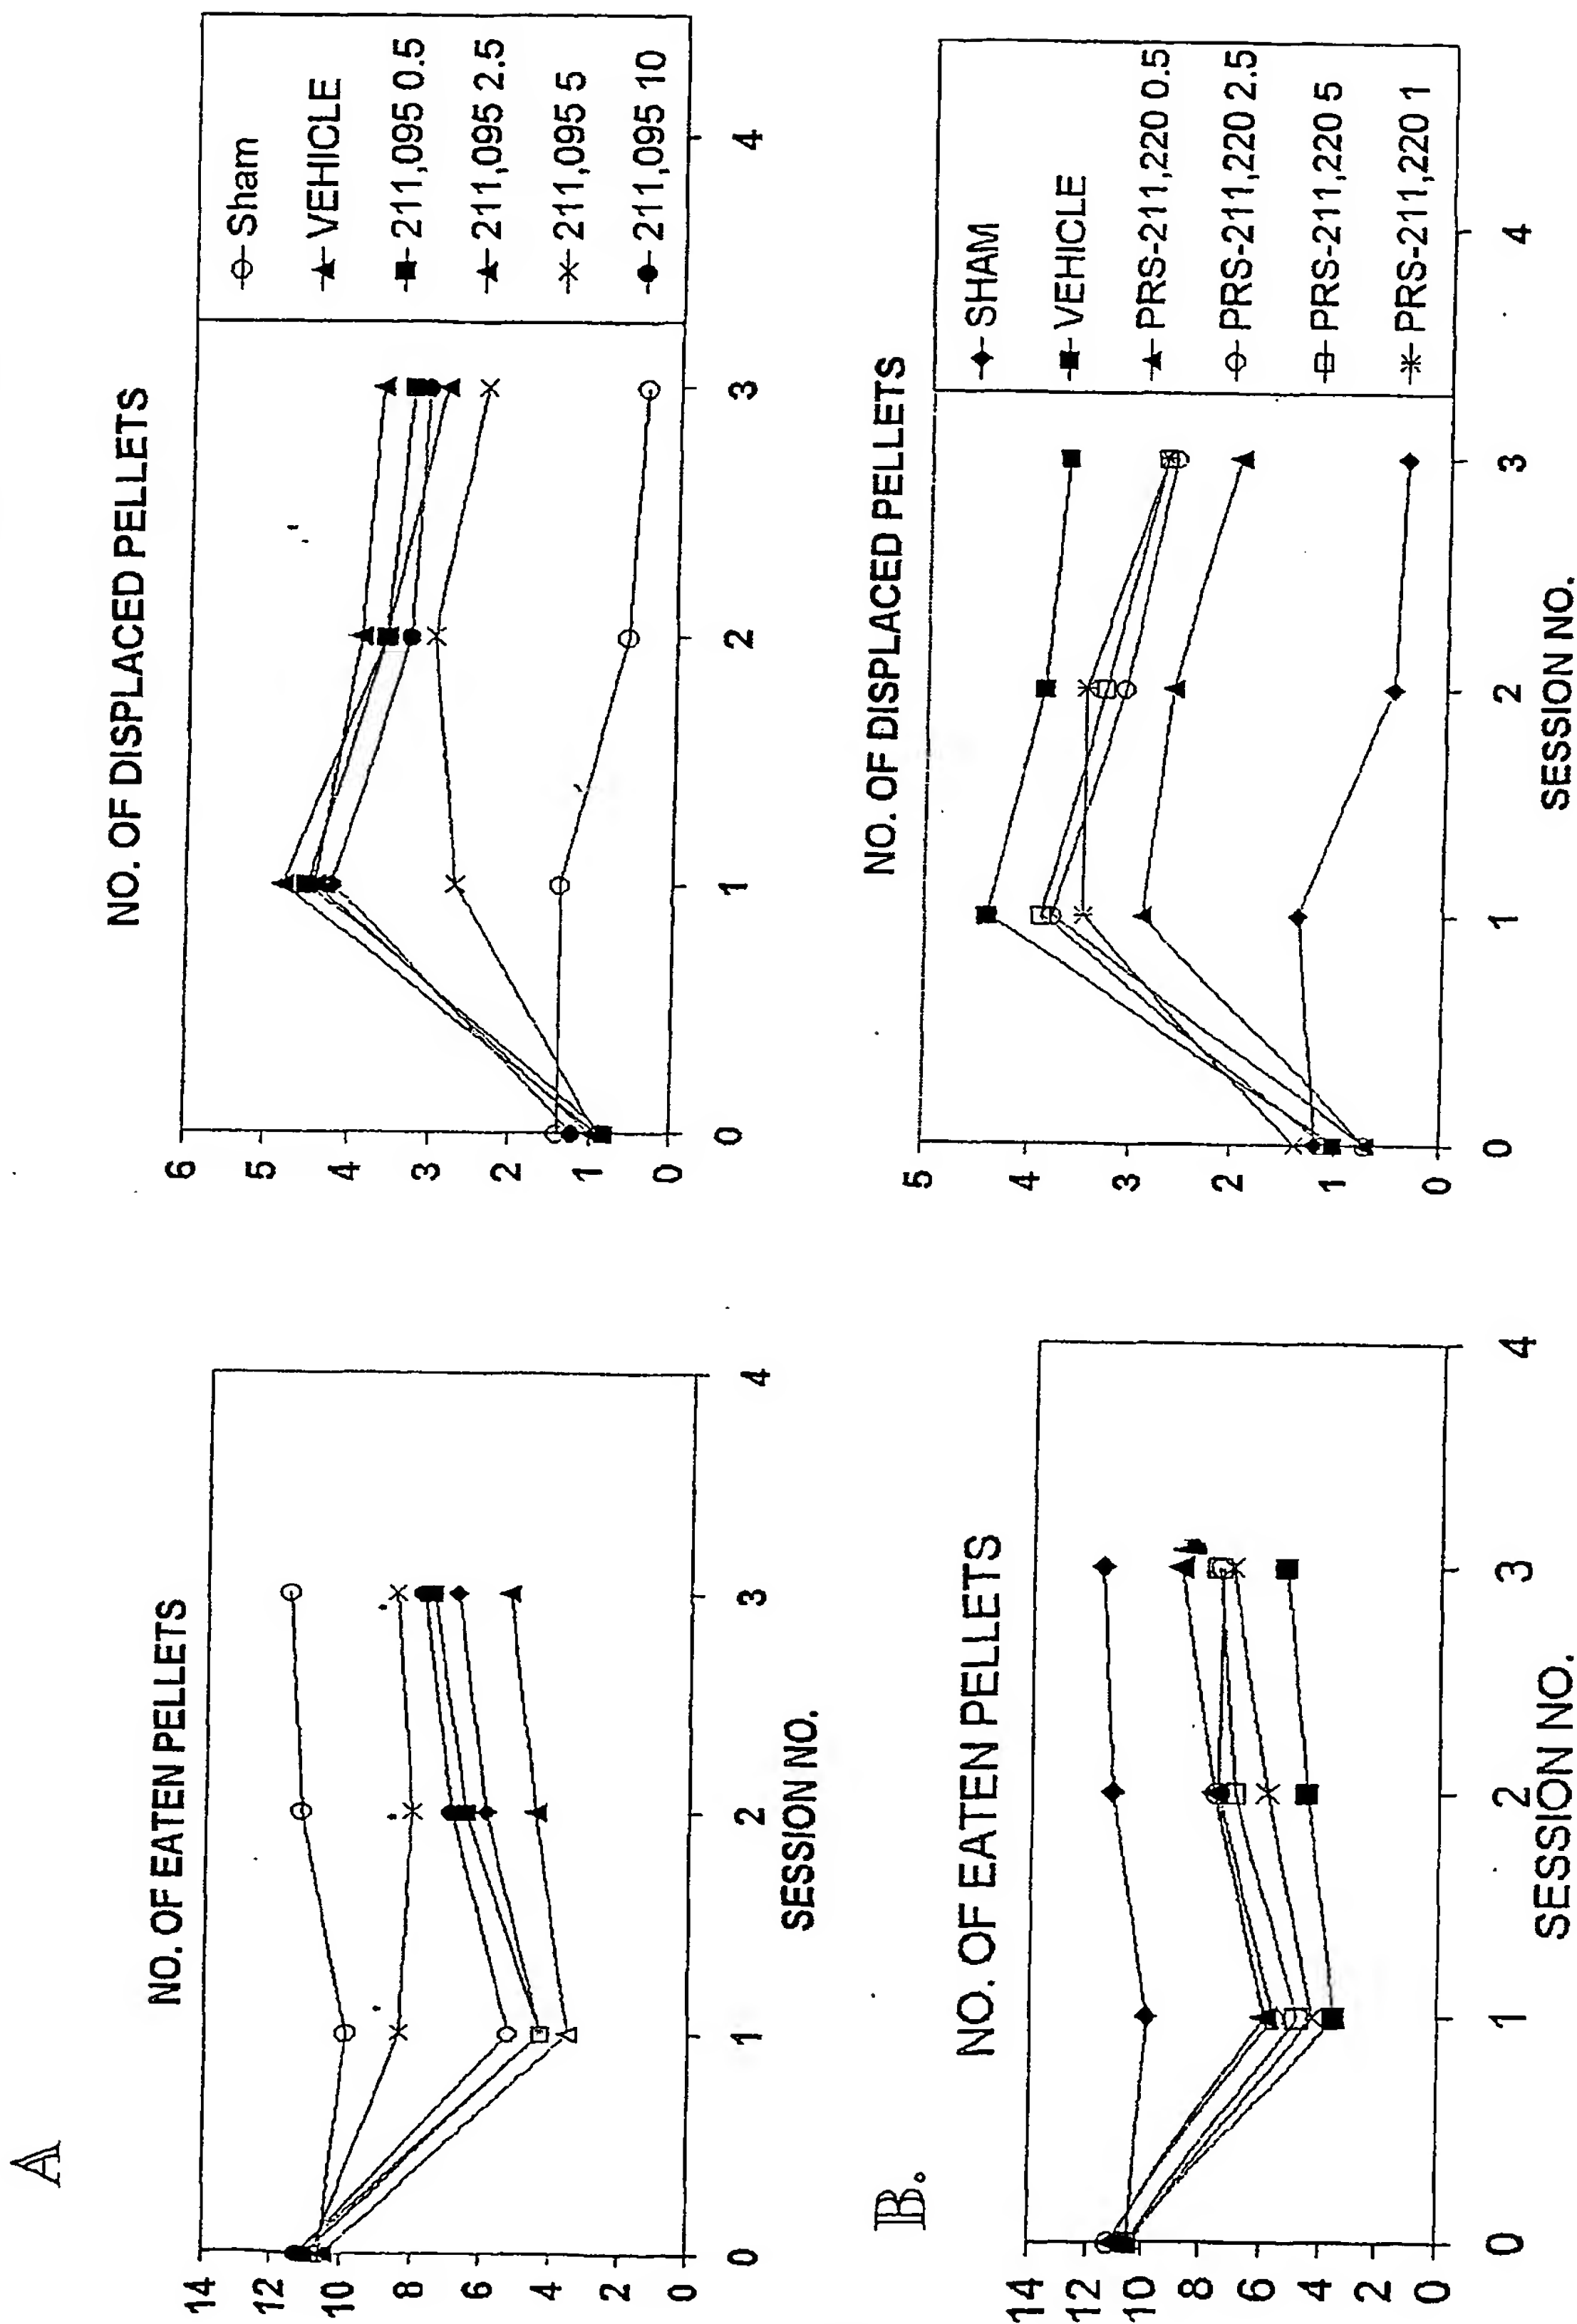 A
NO. OF EATEN PELLETS
14
12
10
8
6
4
2
0
0 1 2 3 4
SESSION NO.
NO. OF DISPLACED PELLETS
6
5
4
3
2
1
0
0 1 2 3 4
Sham
VEHICLE
211,095 0.5
211,095 2.5
211,095 5
211,095 10
B.
NO. OF EATEN PELLETS
14
12
10
8
6
4
2
0
0 1 2 3 4
SESSION NO.
NO. OF DISPLACED PELLETS
5
4
3
2
1
0
0 1 2 3 4
SESSION NO.
SHAM
VEHICLE
PRS-211,220 0.5
PRS-211,220 2.5
PRS-211,220 5
PRS-211,220 1